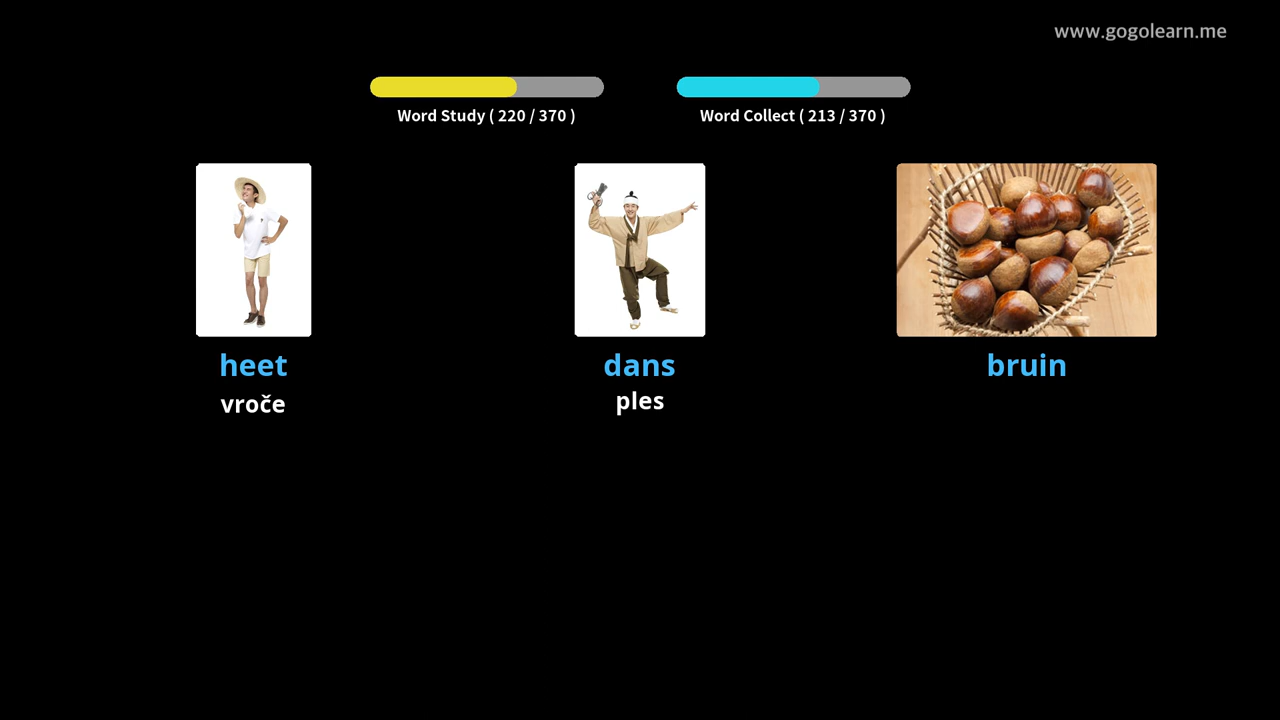 www.gogolearn.me
Word Study ( 220 / 370 )
Word Collect ( 213 / 370 )
heet
vroče
dans
ples
bruin